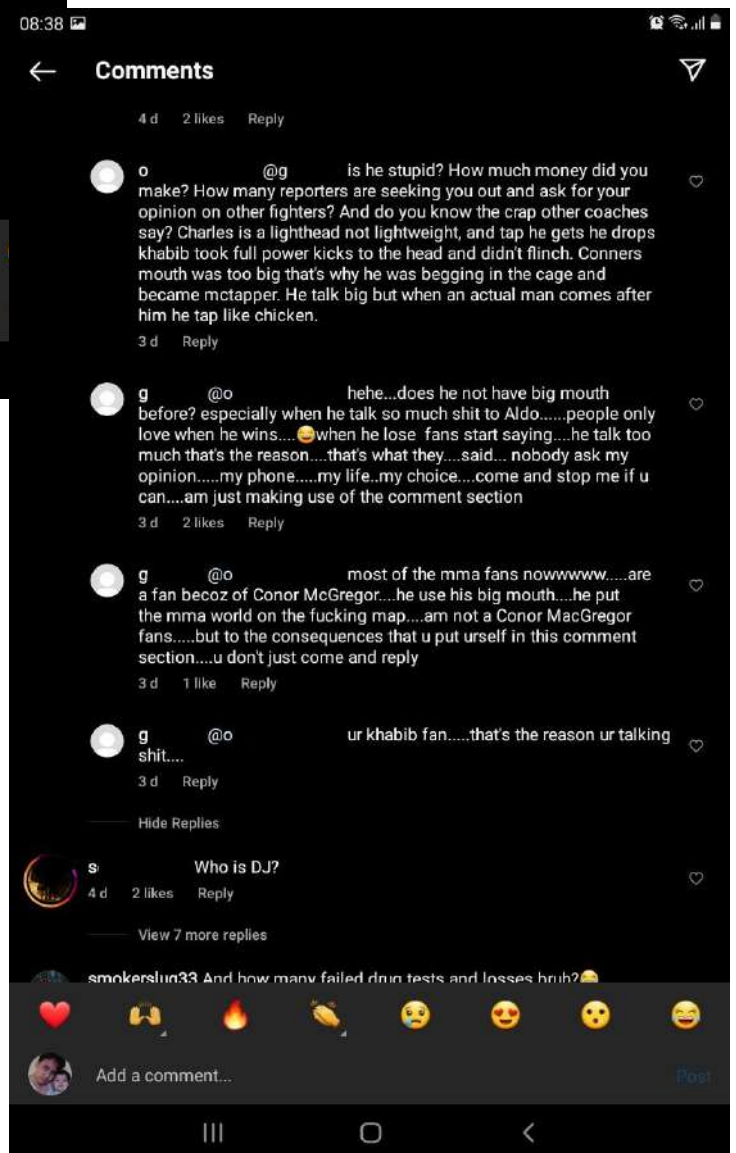 08:38
Comments
4 d 2 likes Reply
o @g is he stupid? How much money did you
make? How many reporters are seeking you out and ask for your
opinion on other fighters? And do you know the crap other coaches
say? Charles is a lighthead not lightweight, and tap he gets he drops
khabib took full power kicks to the head and didn't flinch. Conners
mouth was too big that's why he was begging in the cage and
became mctapper. He talk big but when an actual man comes after
him he tap like chicken.
3 d Reply
g @o hehe...does he not have big mouth
before? especially when he talk so much shit to Aldo......people only
love when he wins....😂when he lose fans start saying....he talk too
much that's the reason....that's what they....said... nobody ask my
opinion.....my phone.....my life..my choice....come and stop me if u
can....am just making use of the comment section
3 d 2 likes Reply
g @o most of the mma fans nowwwww.....are
a fan becoz of Conor McGregor....he use his big mouth....he put
the mma world on the fucking map....am not a Conor MacGregor
fans.....but to the consequences that u put urself in this comment
section....u don't just come and reply
3 d 1 like Reply
g @o ur khabib fan.....that's the reason ur talking
shit....
3 d Reply
Hide Replies
s Who is DJ?
4 d 2 likes Reply
View 7 more replies
smokerslug33 And how many failed drug tests and losses bruh?😂
Add a comment...
Post